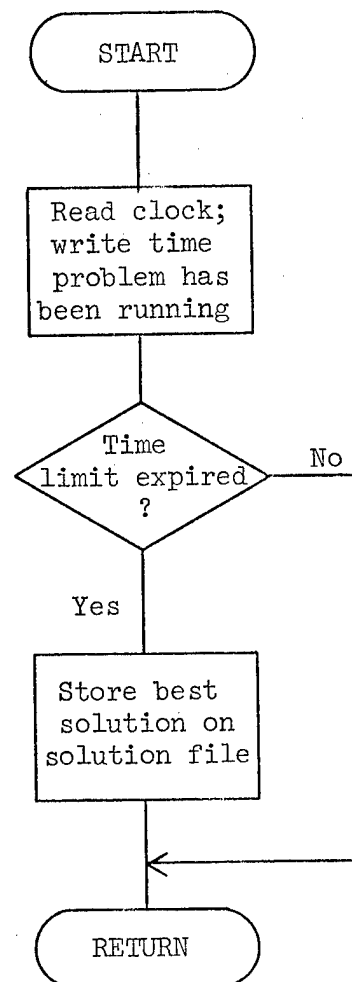 START
Read clock;
write time
problem has
been running
Time
limit expired
?
No
Yes
Store best
solution on
solution file
RETURN